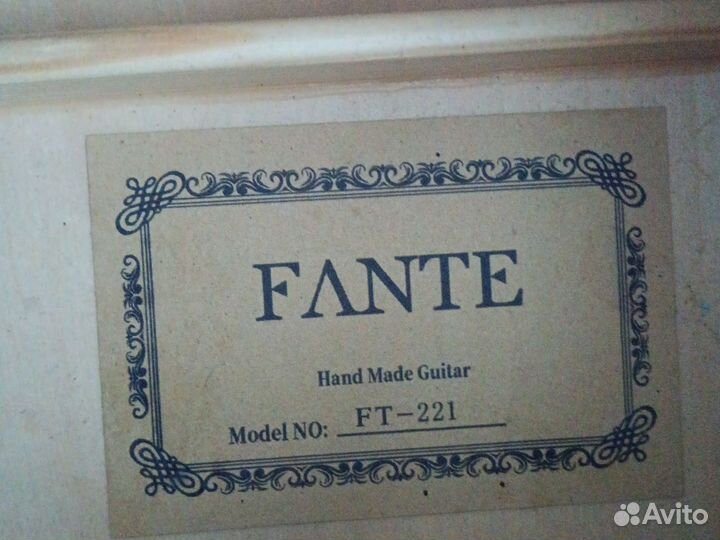 FΛNTE
Hand Made Guitar
Model NO: FT-221
Avito